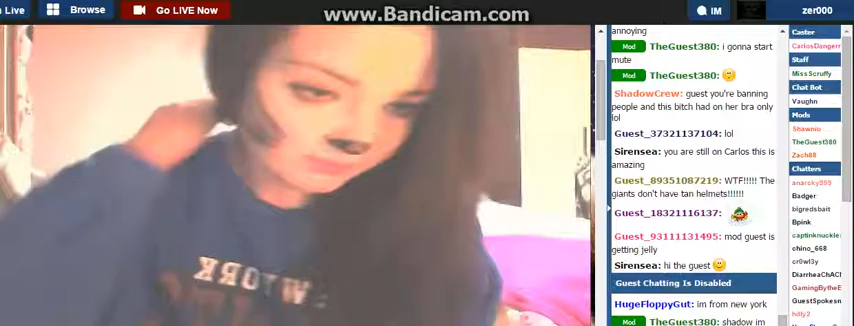 n Live
Browse
Go LIVE Now
www.Bandicam.com
IM
zer000
annoying
Mod TheGuest380: i gonna start
mute
Mod TheGuest380:
ShadowCrew: guest you're banning
people and this bitch had on her bra only
lol
Guest_37321137104: lol
Sirensea: you are still on Carlos this is
amazing
Guest_89351087219: WTF!!!!! The
giants don't have tan helmets!!!!!!
Guest_18321116137:
Guest_93111131495: mod guest is
getting jelly
Sirensea: hi the guest
Guest Chatting Is Disabled
HugeFloppyGut: im from new york
Mod TheGuest380: shadow im
Caster
CarlosDangerm
Staff
MissScruffy
Chat Bot
Vaughn
Mods
Shawnio
TheGuest380
Zach88
Chatters
anarcky999
Badger
bigredsbait
Bpink
captinknuckle
chino_668
cr0wl3y
DiarrheaChACH
GamingBytheE
GuestSpokesn
hilly2